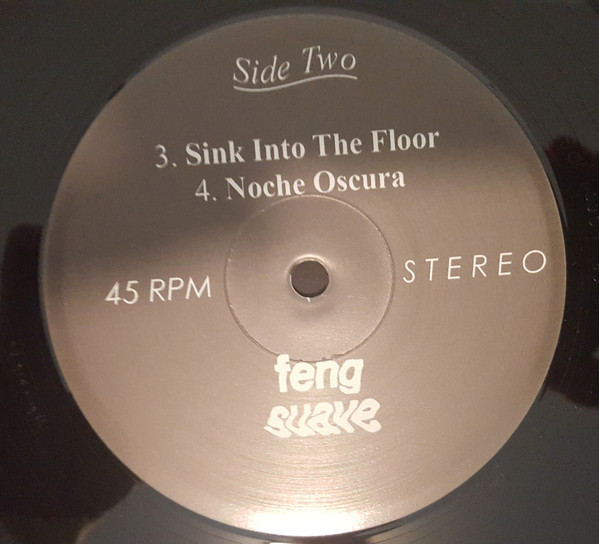 Side Two
3. Sink Into The Floor
4. Noche Oscura
45 RPM
STEREO
feng
suave